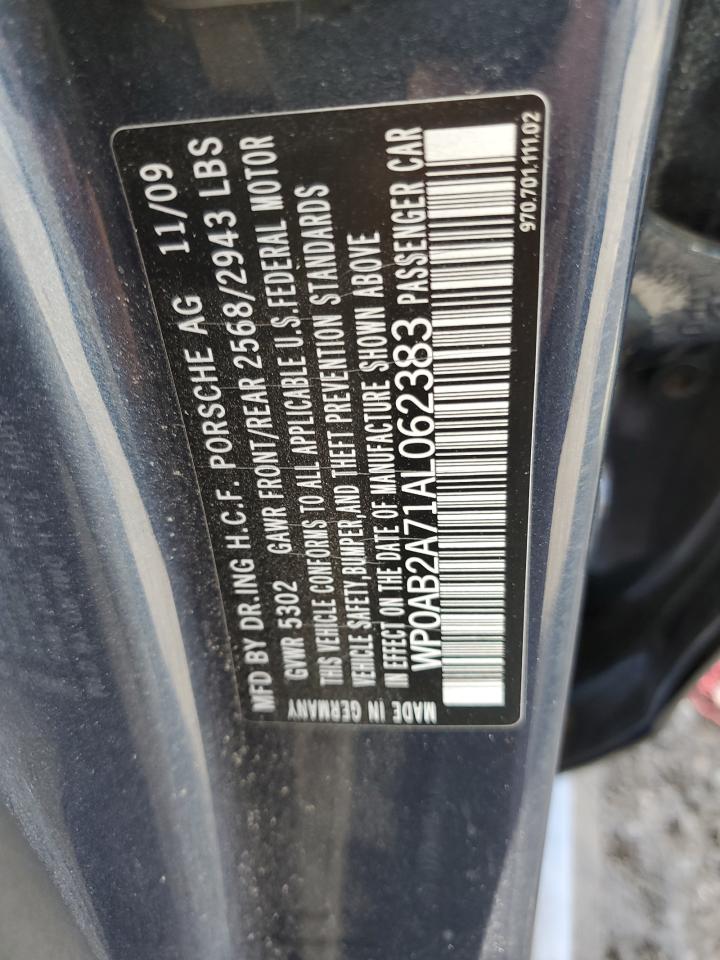 MFD BY DR.ING H.C.F. PORSCHE AG 11/09
GVWR 5302 GAWR FRONT/REAR 2568/2943 LBS
THIS VEHICLE CONFORMS TO ALL APPLICABLE U.S.FEDERAL MOTOR
VEHICLE SAFETY,BUMPER,AND THEFT PREVENTION STANDARDS
IN EFFECT ON THE DATE OF MANUFACTURE SHOWN ABOVE
WP0AB2A71AL062383 PASSENGER CAR
MADE IN GERMANY
970.701.111.02